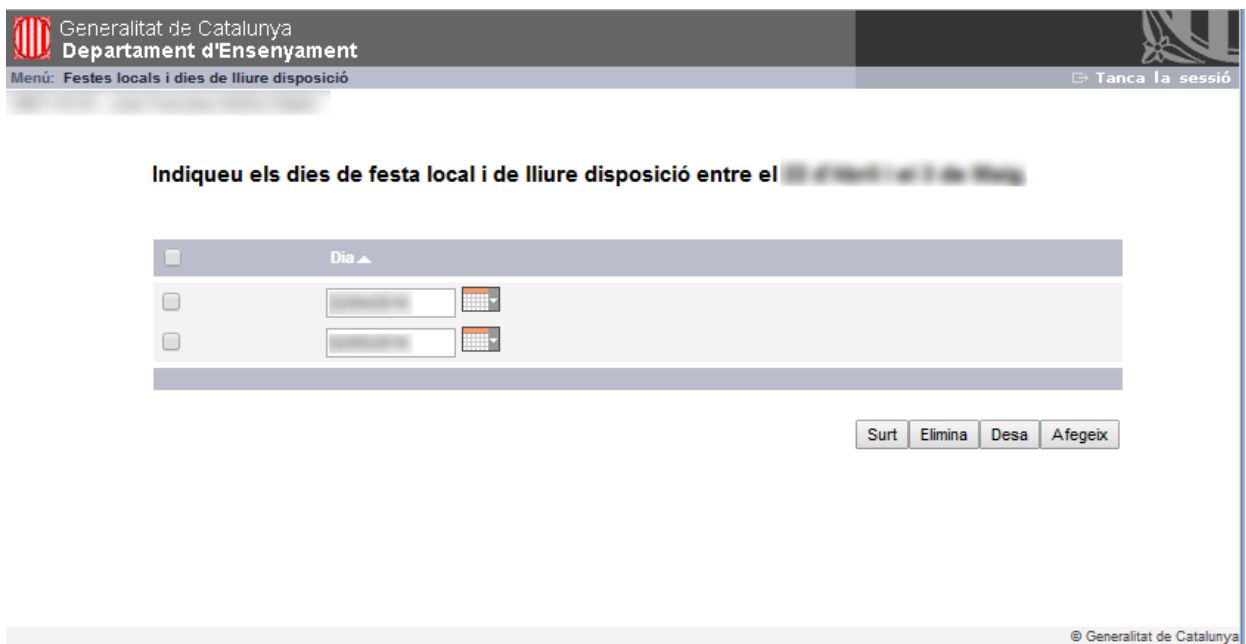 Generalitat de Catalunya
Departament d'Ensenyament
Menú: Festes locals i dies de lliure disposició
Tanca la sessió
Indiqueu els dies de festa local i de lliure disposició entre el
Dia
Surt Elimina Desa Afegeix
© Generalitat de Catalunya